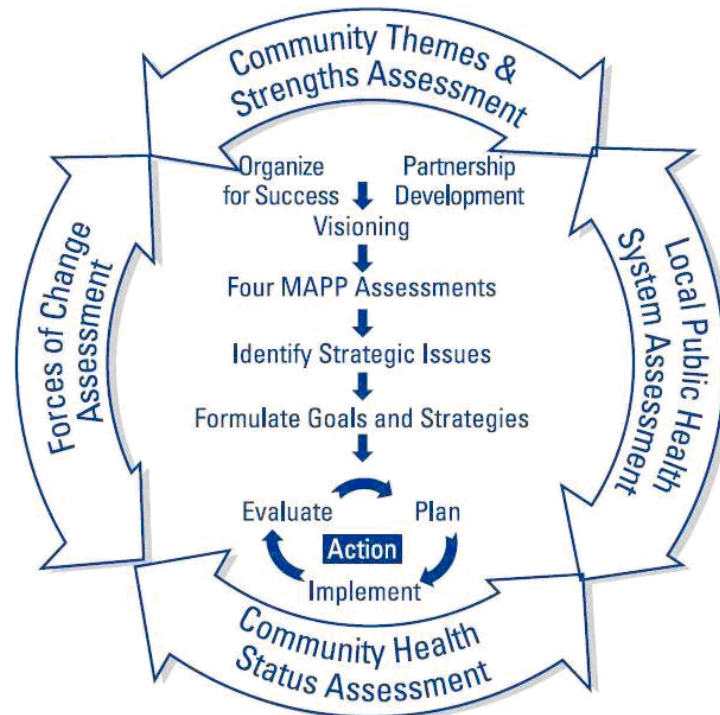 Community Themes &
Strengths Assessment
Organize
for Success
Partnership
Development
Visioning
Four MAPP Assessments
Identify Strategic Issues
Formulate Goals and Strategies
Evaluate
Plan
Action
Implement
Forces of Change
Assessment
Local Public Health
System Assessment
Community Health
Status Assessment